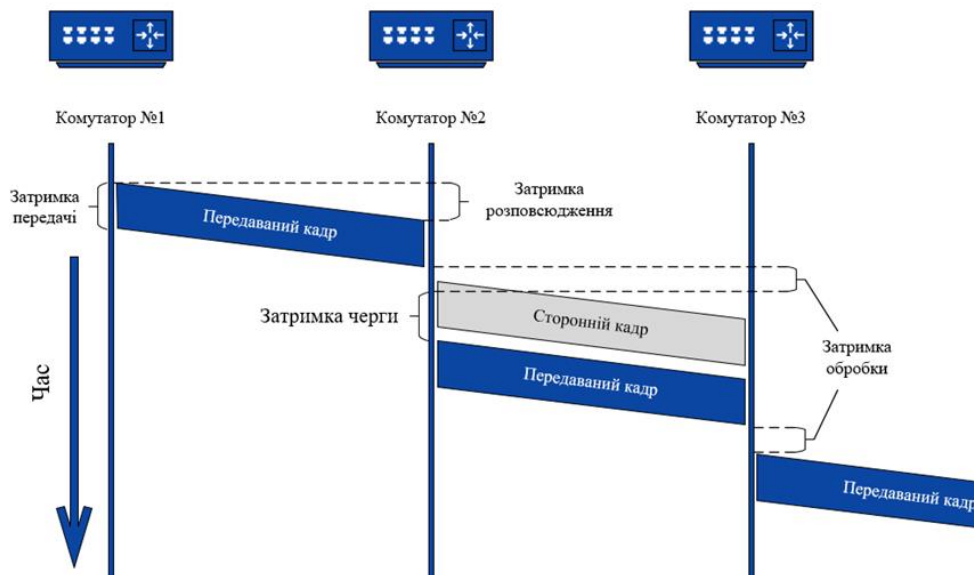 Комутатор №1
Комутатор №2
Комутатор №3
Затримка
передачі
Затримка
розповсюдження
Передаваний кадр
Затримка черги
Сторонній кадр
Затримка
обробки
Передаваний кадр
Час
Передаваний кадр